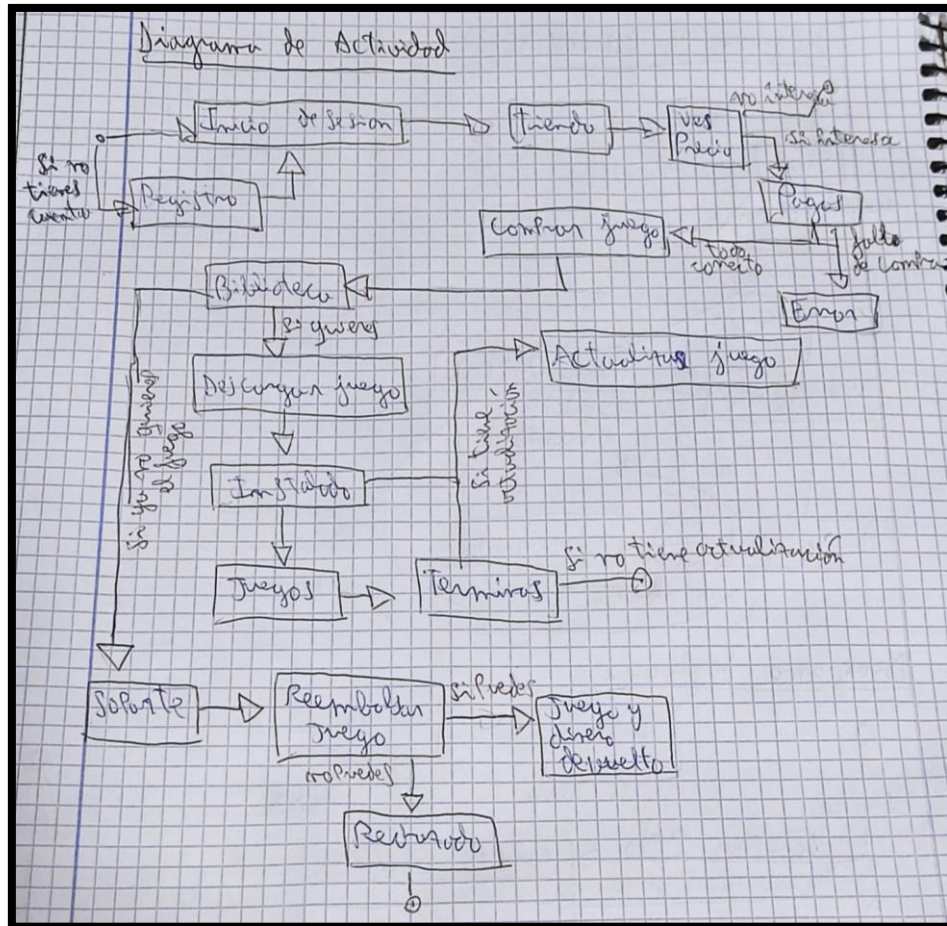 Diagrama de Actividad
Inicio de sesion
tienda
Ves
Precio
no interesa
si interesa
Si no
tienes
cuenta
Registro
Pagas
Comprar juego
todo
correcto
fallo
de compra
Error
Biblioteca
si quieres
Actualizas juego
Descargar juego
si ya no quieres
el juego
Si tiene
actualización
Instalado
Juegas
Terminas
Si no tiene actualización
Soporte
Reembolsar
Juego
si Puedes
Juego y
dinero
devuelto
no Puedes
Rechazado